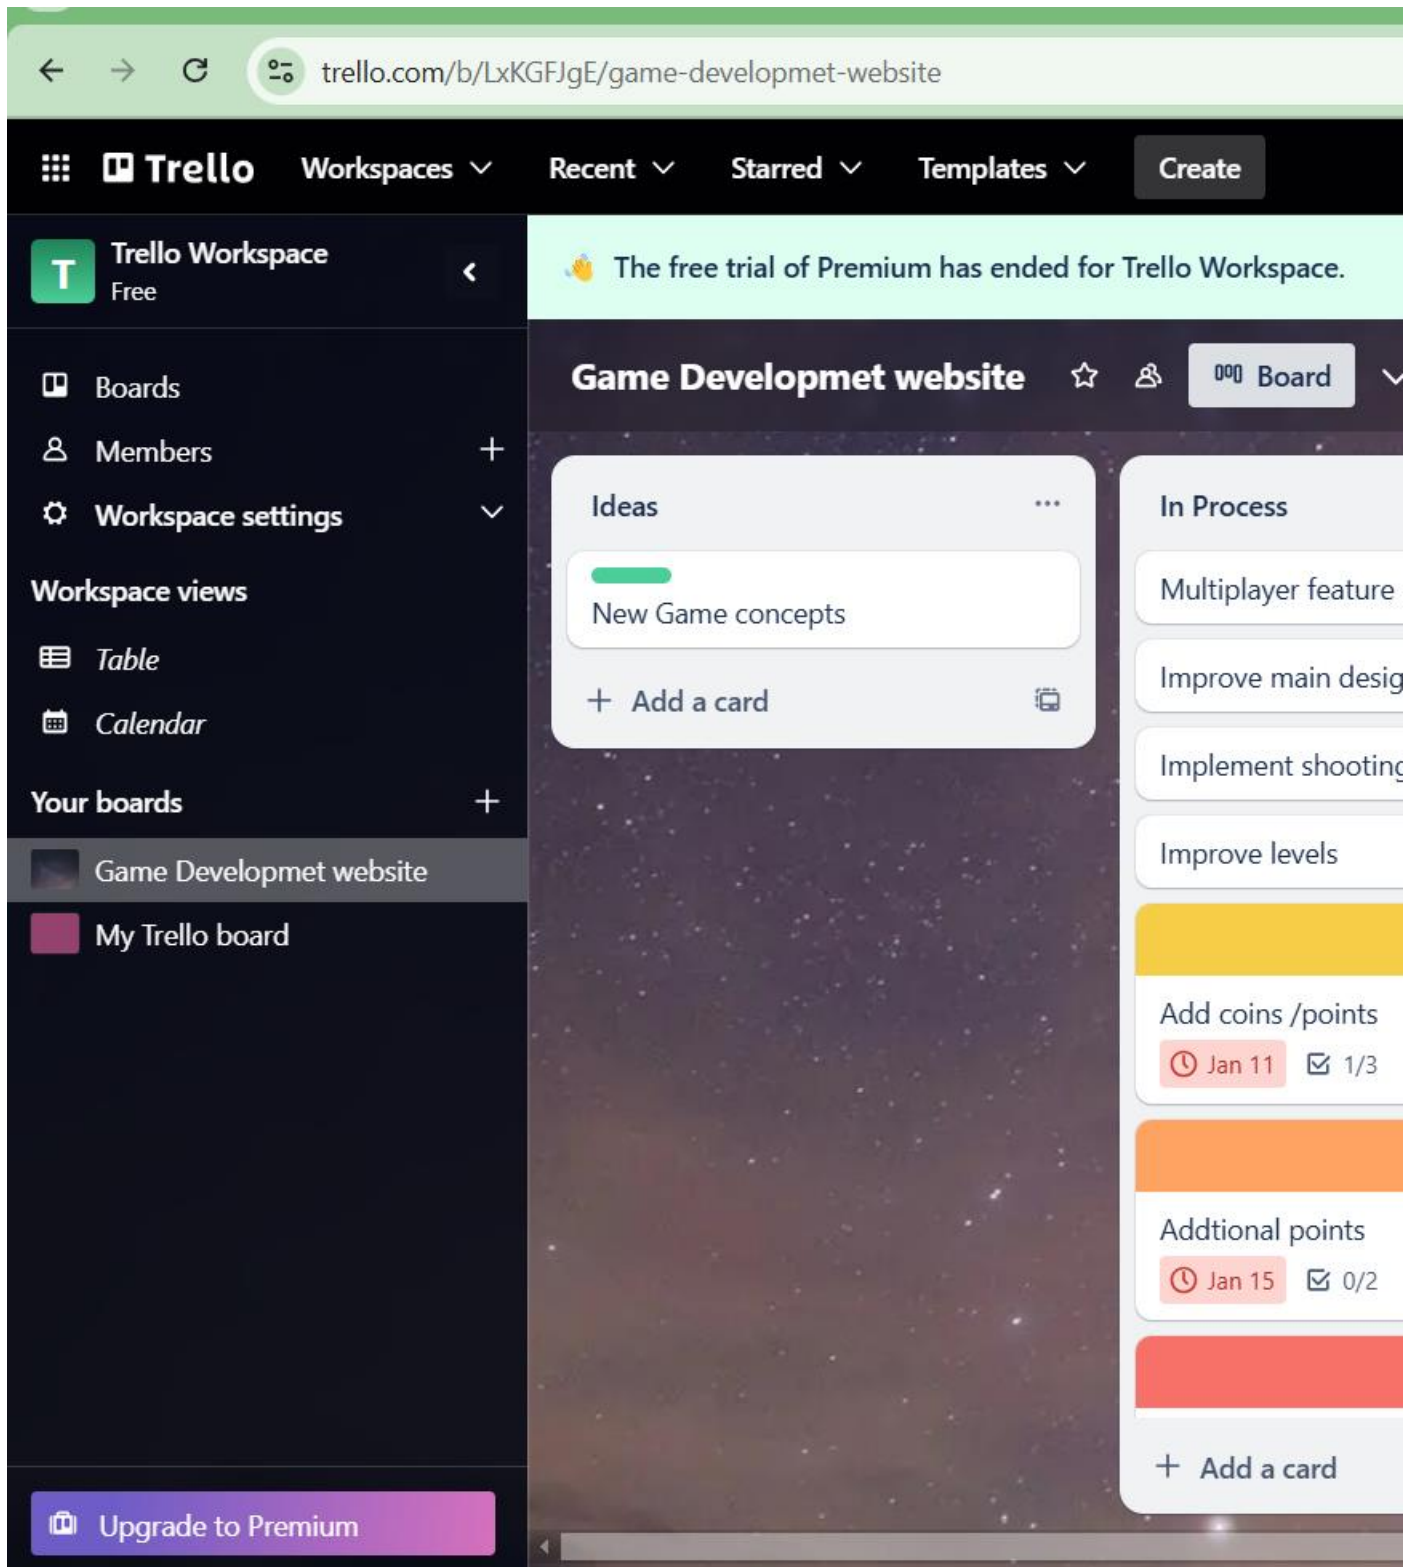 trello.com/b/LxKGFJgE/game-developmet-website
Trello Workspaces Recent Starred Templates Create
T Trello Workspace
Free
👋 The free trial of Premium has ended for Trello Workspace.
Boards
Members
Workspace settings
Workspace views
Table
Calendar
Your boards
Game Developmet website
My Trello board
Upgrade to Premium
Game Developmet website Board
Ideas
New Game concepts
+ Add a card
In Process
Multiplayer feature
Improve main desig
Implement shooting
Improve levels
Add coins /points
Jan 11 1/3
Addtional points
Jan 15 0/2
+ Add a card